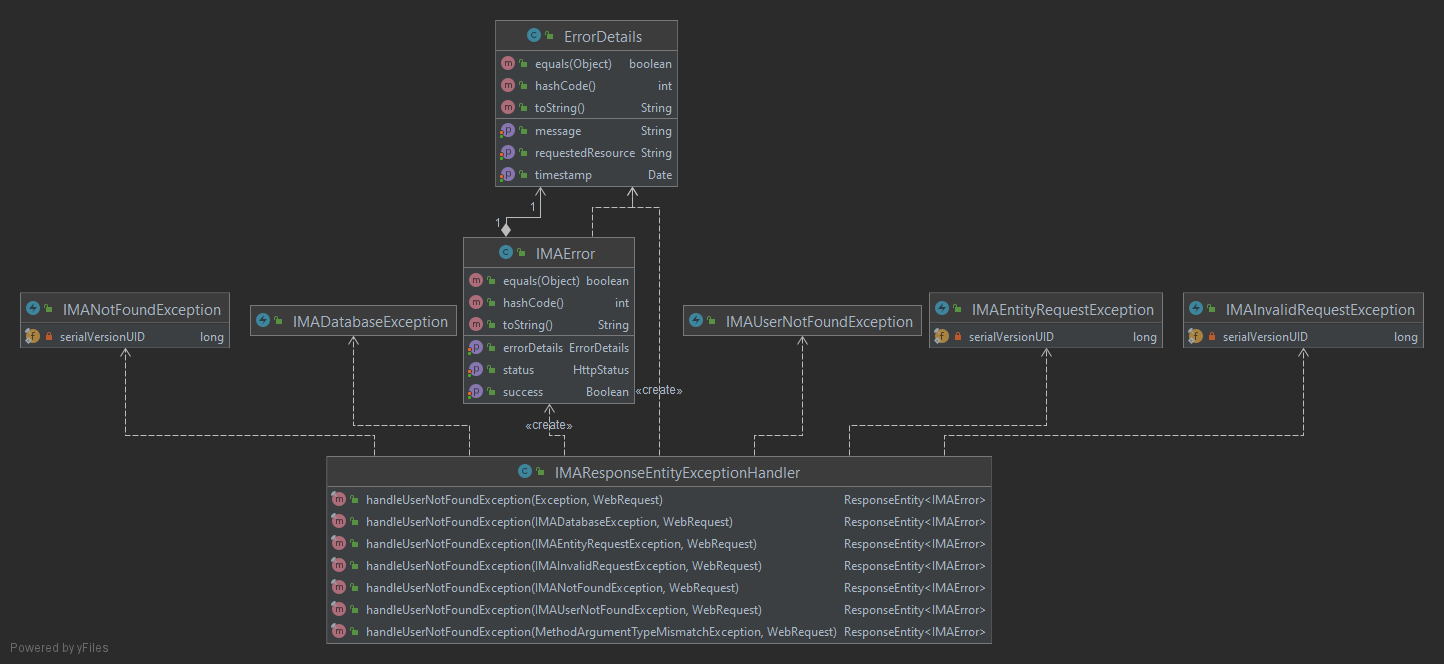 ErrorDetails
equals(Object) boolean
hashCode() int
toString() String
message String
requestedResource String
timestamp Date
1
1
IMAError
equals(Object) boolean
hashCode() int
toString() String
errorDetails ErrorDetails
status HttpStatus
success Boolean
IMANotFoundException
serialVersionUID long
IMADatabaseException
IMAUserNotFoundException
IMAEntityRequestException
serialVersionUID long
IMAInvalidRequestException
serialVersionUID long
«create»
«create»
IMAResponseEntityExceptionHandler
handleUserNotFoundException(Exception, WebRequest) ResponseEntity<IMAError>
handleUserNotFoundException(IMADatabaseException, WebRequest) ResponseEntity<IMAError>
handleUserNotFoundException(IMAEntityRequestException, WebRequest) ResponseEntity<IMAError>
handleUserNotFoundException(IMAInvalidRequestException, WebRequest) ResponseEntity<IMAError>
handleUserNotFoundException(IMANotFoundException, WebRequest) ResponseEntity<IMAError>
handleUserNotFoundException(IMAUserNotFoundException, WebRequest) ResponseEntity<IMAError>
handleUserNotFoundException(MethodArgumentTypeMismatchException, WebRequest) ResponseEntity<IMAError>
Powered by yFiles